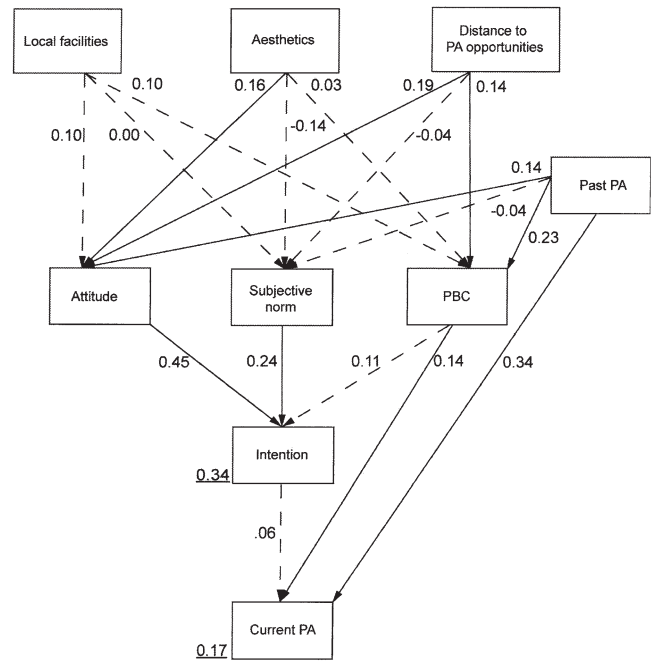 Local facilities
Aesthetics
Distance to
PA opportunities
0.10
0.16
0.03
0.19
0.14
0.10
0.00
-0.14
-0.04
0.14
Past PA
-0.04
0.23
Attitude
Subjective
norm
PBC
0.45
0.24
0.11
0.14
0.34
Intention
0.34
.06
Current PA
0.17